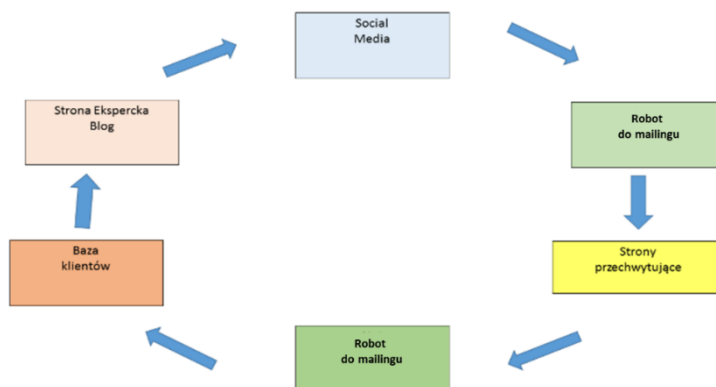 Social
Media
Strona Ekspercka
Blog
Robot
do mailingu
Baza
klientów
Strony
przechwytujące
Robot
do mailingu